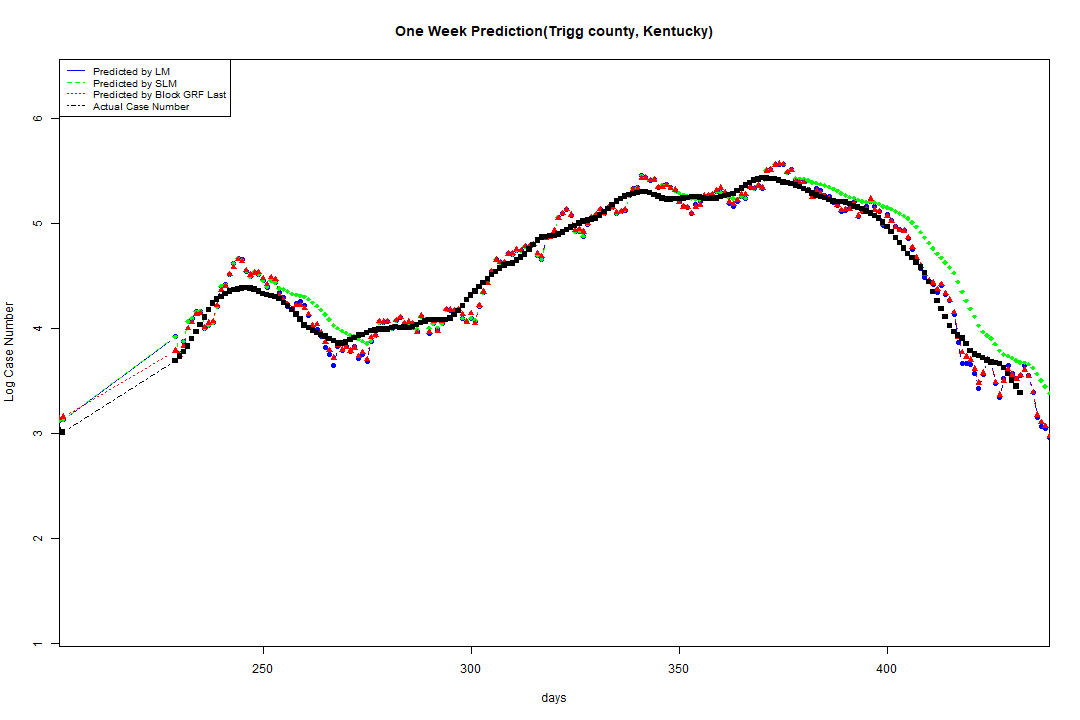 One Week Prediction(Trigg county, Kentucky)
Predicted by LM
Predicted by SLM
Predicted by Block GRF Last
Actual Case Number
6
5
4
3
2
1
Log Case Number
250 300 350 400
days